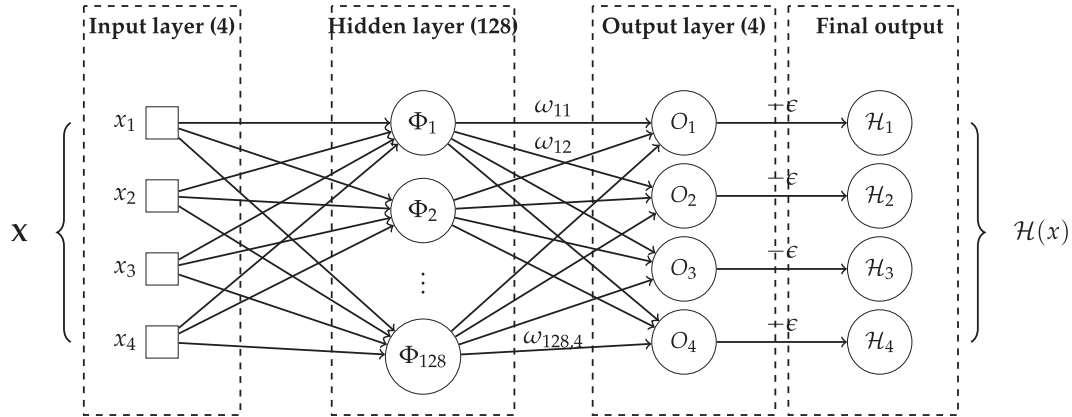 Input layer (4) Hidden layer (128) Output layer (4) Final output
x₁ Φ₁ ω₁₁ O₁ −ϵ ℋ₁
ω₁₂
x₂ Φ₂ O₂ −ϵ ℋ₂
X ℋ(x)
x₃ ⋮ O₃ −ϵ ℋ₃
x₄ Φ₁₂₈ ω₁₂₈,₄ O₄ −ϵ ℋ₄